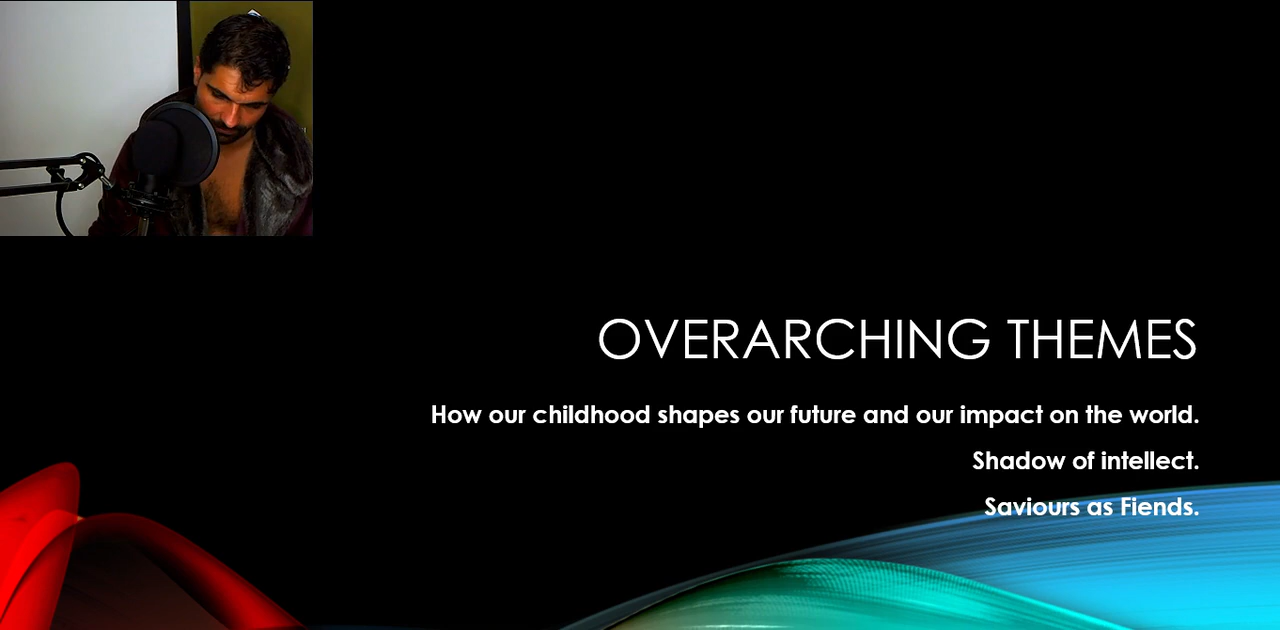 OVERARCHING THEMES
How our childhood shapes our future and our impact on the world.
Shadow of intellect.
Saviours as Fiends.